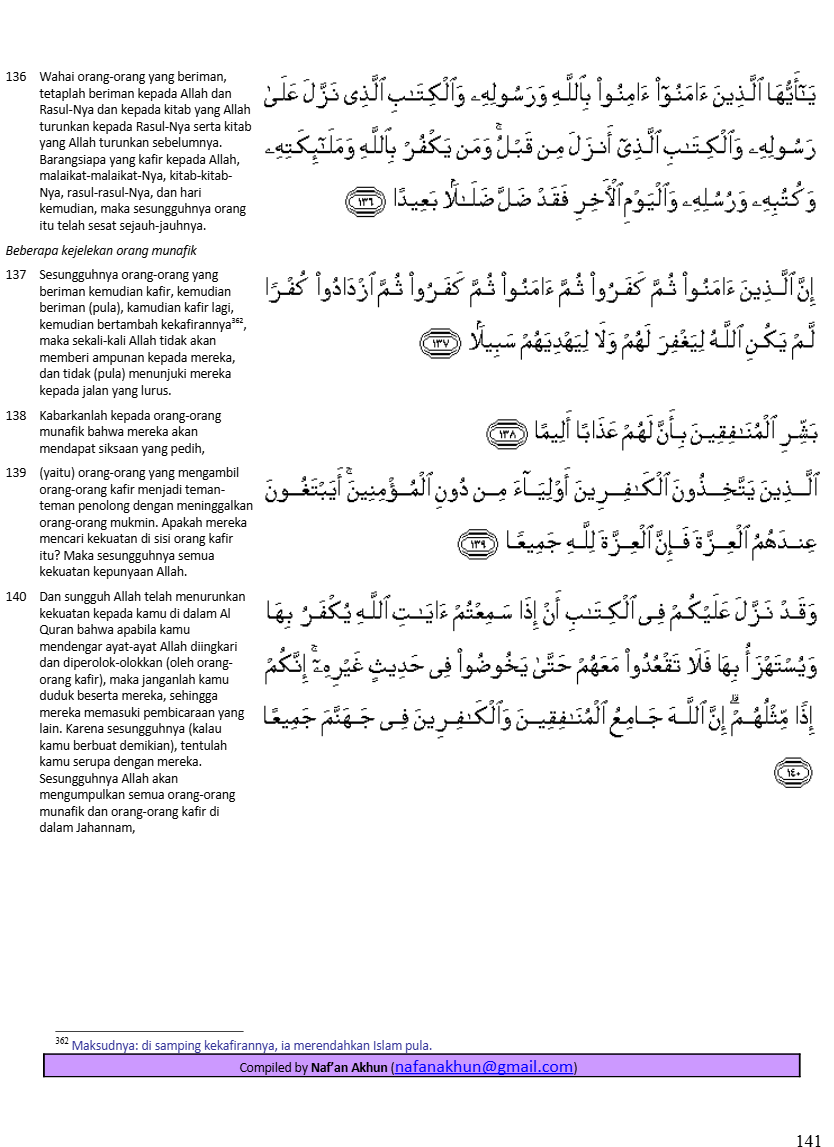 136 Wahai orang-orang yang beriman,
tetaplah beriman kepada Allah dan
Rasul-Nya dan kepada kitab yang Allah
turunkan kepada Rasul-Nya serta kitab
yang Allah turunkan sebelumnya.
Barangsiapa yang kafir kepada Allah,
malaikat-malaikat-Nya, kitab-kitab-
Nya, rasul-rasul-Nya, dan hari
kemudian, maka sesungguhnya orang
itu telah sesat sejauh-jauhnya.
يَـٰٓأَيُّهَا ٱلَّذِينَ ءَامَنُوٓا۟ ءَامِنُوا۟ بِٱللَّهِ وَرَسُولِهِۦ وَٱلْكِتَـٰبِ ٱلَّذِى نَزَّلَ عَلَىٰ
رَسُولِهِۦ وَٱلْكِتَـٰبِ ٱلَّذِىٓ أَنزَلَ مِن قَبْلُ ۚ وَمَن يَكْفُرْ بِٱللَّهِ وَمَلَـٰٓئِكَتِهِۦ
وَكُتُبِهِۦ وَرُسُلِهِۦ وَٱلْيَوْمِ ٱلْـَٔاخِرِ فَقَدْ ضَلَّ ضَلَـٰلًۢا بَعِيدًا ١٣٦
Beberapa kejelekan orang munafik
137 Sesungguhnya orang-orang yang
beriman kemudian kafir, kemudian
beriman (pula), kamudian kafir lagi,
kemudian bertambah kekafirannya362,
maka sekali-kali Allah tidak akan
memberi ampunan kepada mereka,
dan tidak (pula) menunjuki mereka
kepada jalan yang lurus.
إِنَّ ٱلَّذِينَ ءَامَنُوا۟ ثُمَّ كَفَرُوا۟ ثُمَّ ءَامَنُوا۟ ثُمَّ كَفَرُوا۟ ثُمَّ ٱزْدَادُوا۟ كُفْرًا
لَّمْ يَكُنِ ٱللَّهُ لِيَغْفِرَ لَهُمْ وَلَا لِيَهْدِيَهُمْ سَبِيلًۢا ١٣٧
138 Kabarkanlah kepada orang-orang
munafik bahwa mereka akan
mendapat siksaan yang pedih,
بَشِّرِ ٱلْمُنَـٰفِقِينَ بِأَنَّ لَهُمْ عَذَابًا أَلِيمًا ١٣٨
139 (yaitu) orang-orang yang mengambil
orang-orang kafir menjadi teman-
teman penolong dengan meninggalkan
orang-orang mukmin. Apakah mereka
mencari kekuatan di sisi orang kafir
itu? Maka sesungguhnya semua
kekuatan kepunyaan Allah.
ٱلَّذِينَ يَتَّخِذُونَ ٱلْكَـٰفِرِينَ أَوْلِيَآءَ مِن دُونِ ٱلْمُؤْمِنِينَ ۚ أَيَبْتَغُونَ
عِندَهُمُ ٱلْعِزَّةَ فَإِنَّ ٱلْعِزَّةَ لِلَّهِ جَمِيعًا ١٣٩
140 Dan sungguh Allah telah menurunkan
kekuatan kepada kamu di dalam Al
Quran bahwa apabila kamu
mendengar ayat-ayat Allah diingkari
dan diperolok-olokkan (oleh orang-
orang kafir), maka janganlah kamu
duduk beserta mereka, sehingga
mereka memasuki pembicaraan yang
lain. Karena sesungguhnya (kalau
kamu berbuat demikian), tentulah
kamu serupa dengan mereka.
Sesungguhnya Allah akan
mengumpulkan semua orang-orang
munafik dan orang-orang kafir di
dalam Jahannam,
وَقَدْ نَزَّلَ عَلَيْكُمْ فِى ٱلْكِتَـٰبِ أَنْ إِذَا سَمِعْتُمْ ءَايَـٰتِ ٱللَّهِ يُكْفَرُ بِهَا
وَيُسْتَهْزَأُ بِهَا فَلَا تَقْعُدُوا۟ مَعَهُمْ حَتَّىٰ يَخُوضُوا۟ فِى حَدِيثٍ غَيْرِهِۦٓ ۚ إِنَّكُمْ
إِذًا مِّثْلُهُمْ ۗ إِنَّ ٱللَّهَ جَامِعُ ٱلْمُنَـٰفِقِينَ وَٱلْكَـٰفِرِينَ فِى جَهَنَّمَ جَمِيعًا
١٤٠
362 Maksudnya: di samping kekafirannya, ia merendahkan Islam pula.
Compiled by Naf’an Akhun (nafanakhun@gmail.com)
141